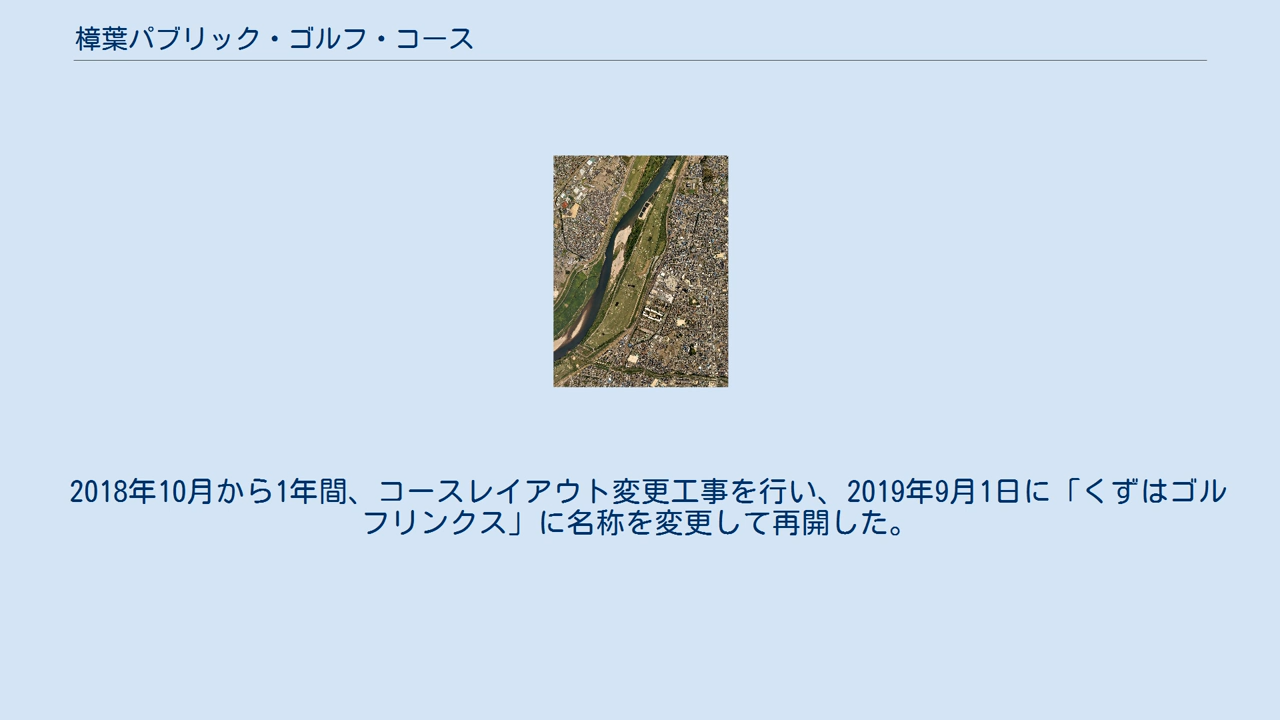 樟葉パブリック・ゴルフ・コース
2018年10月から1年間、コースレイアウト変更工事を行い、2019年9月1日に「くずはゴル
フリンクス」に名称を変更して再開した。